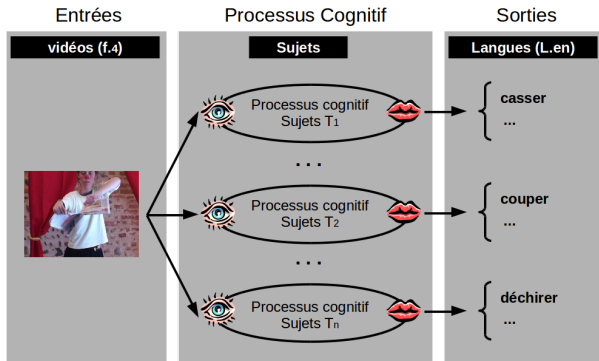 Entrées
Processus Cognitif
Sorties
vidéos (f.4)
Sujets
Langues (L.en)
Processus cognitif
Sujets T1
casser
...
...
Processus cognitif
Sujets T2
couper
...
...
Processus cognitif
Sujets Tn
déchirer
...